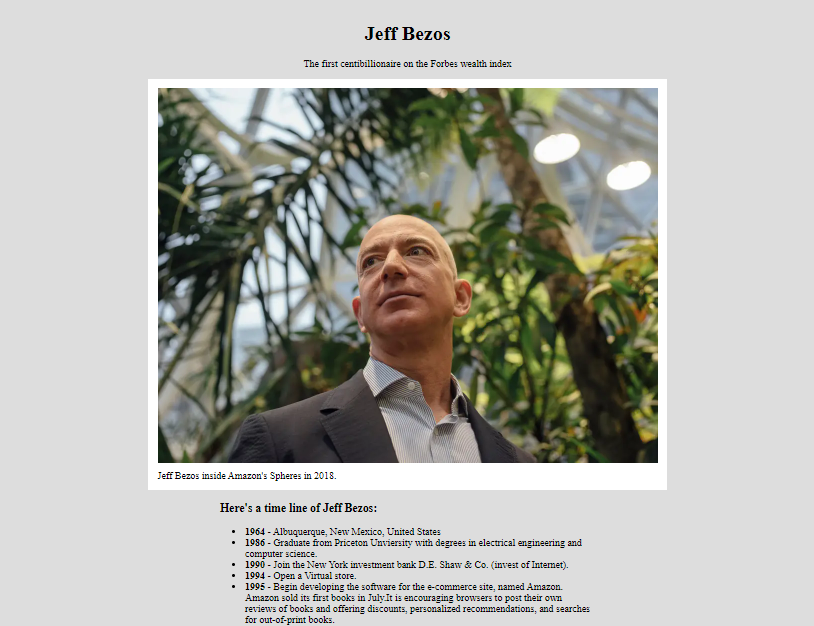 Jeff Bezos
The first centibillionaire on the Forbes wealth index
Jeff Bezos inside Amazon's Spheres in 2018.
Here's a time line of Jeff Bezos:
1964 - Albuquerque, New Mexico, United States
1986 - Graduate from Priceton Unviersity with degrees in electrical engineering and
computer science.
1990 - Join the New York investment bank D.E. Shaw & Co. (invest of Internet).
1994 - Open a Virtual store.
1995 - Begin developing the software for the e-commerce site, named Amazon.
Amazon sold its first books in July.It is encouraging browsers to post their own
reviews of books and offering discounts, personalized recommendations, and searches
for out-of-print books.